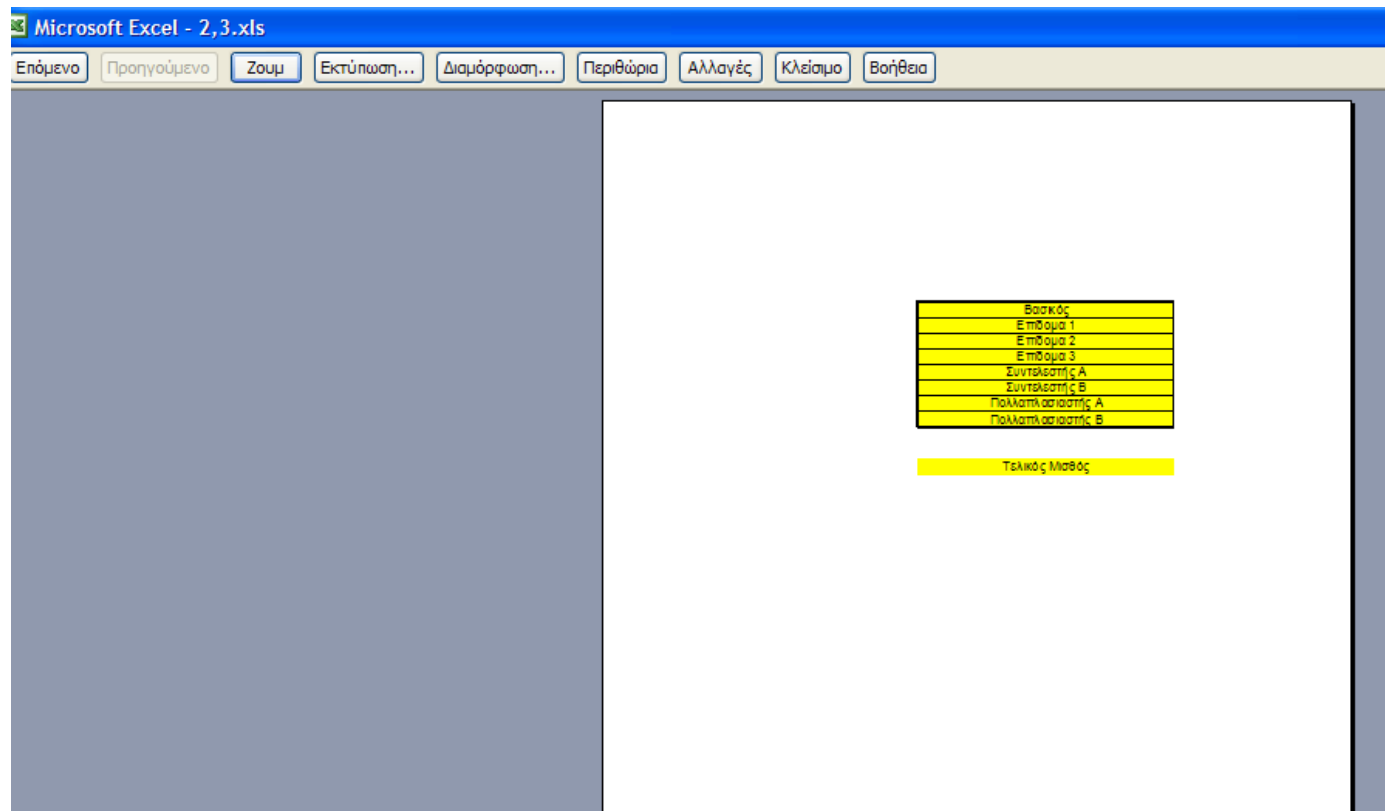 Microsoft Excel - 2,3.xls
Επόμενο Προηγούμενο Ζουμ Εκτύπωση... Διαμόρφωση... Περιθώρια Αλλαγές Κλείσιμο Βοήθεια
Βασικός
Επίδομα 1
Επίδομα 2
Επίδομα 3
Συντελεστής Α
Συντελεστής Β
Πολλαπλασιαστής Α
Πολλαπλασιαστής Β
Τελικός Μισθός